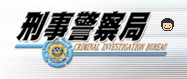 刑事警察局
CRIMINAL INVESTIGATION BUREAU